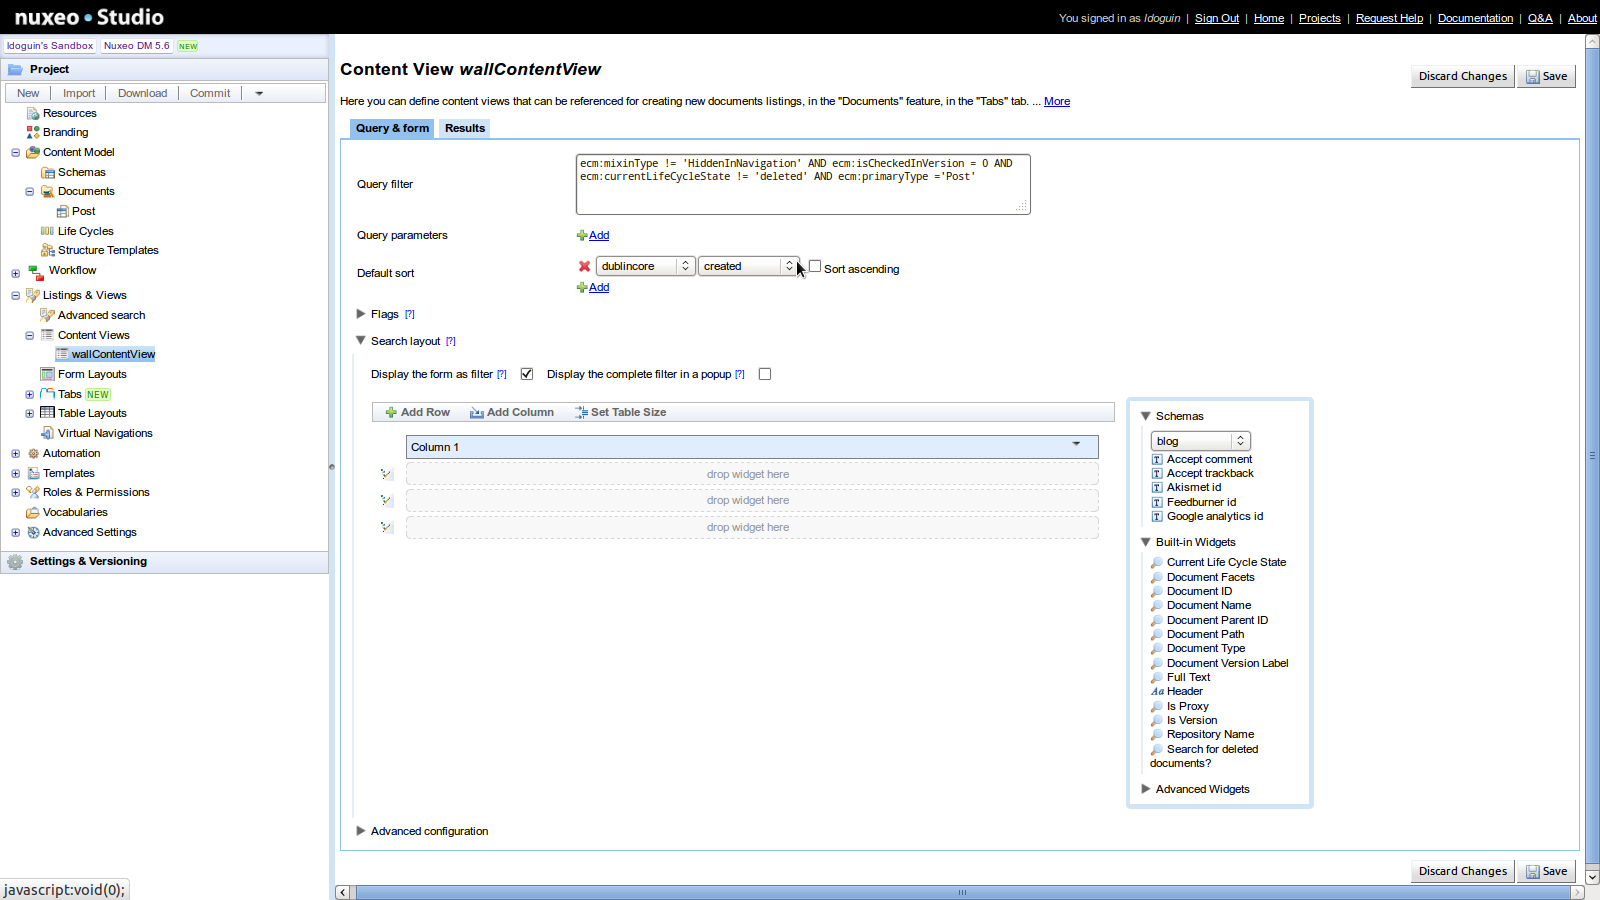 nuxeo Studio
You signed in as ldoguin | Sign Out | Home | Projects | Request Help | Documentation | Q&A | About
ldoguin's Sandbox Nuxeo DM 5.6 NEW
Project
New Import Download Commit
Resources
Branding
Content Model
Schemas
Documents
Post
Life Cycles
Structure Templates
Workflow
Listings & Views
Advanced search
Content Views
wallContentView
Form Layouts
Tabs NEW
Table Layouts
Virtual Navigations
Automation
Templates
Roles & Permissions
Vocabularies
Advanced Settings
Settings & Versioning
Content View wallContentView
Discard Changes Save
Here you can define content views that can be referenced for creating new documents listings, in the "Documents" feature, in the "Tabs" tab. ... More
Query & form Results
Query filter
ecm:mixinType != 'HiddenInNavigation' AND ecm:isCheckedInVersion = 0 AND
ecm:currentLifeCycleState != 'deleted' AND ecm:primaryType ='Post'
Query parameters Add
Default sort dublincore created Sort ascending
Add
Flags [?]
Search layout [?]
Display the form as filter [?] Display the complete filter in a popup [?]
Add Row Add Column Set Table Size
Column 1
drop widget here
drop widget here
drop widget here
Schemas
blog
Accept comment
Accept trackback
Akismet id
Feedburner id
Google analytics id
Built-in Widgets
Current Life Cycle State
Document Facets
Document ID
Document Name
Document Parent ID
Document Path
Document Type
Document Version Label
Full Text
Aa Header
Is Proxy
Is Version
Repository Name
Search for deleted
documents?
Advanced Widgets
Advanced configuration
Discard Changes Save
javascript:void(0);